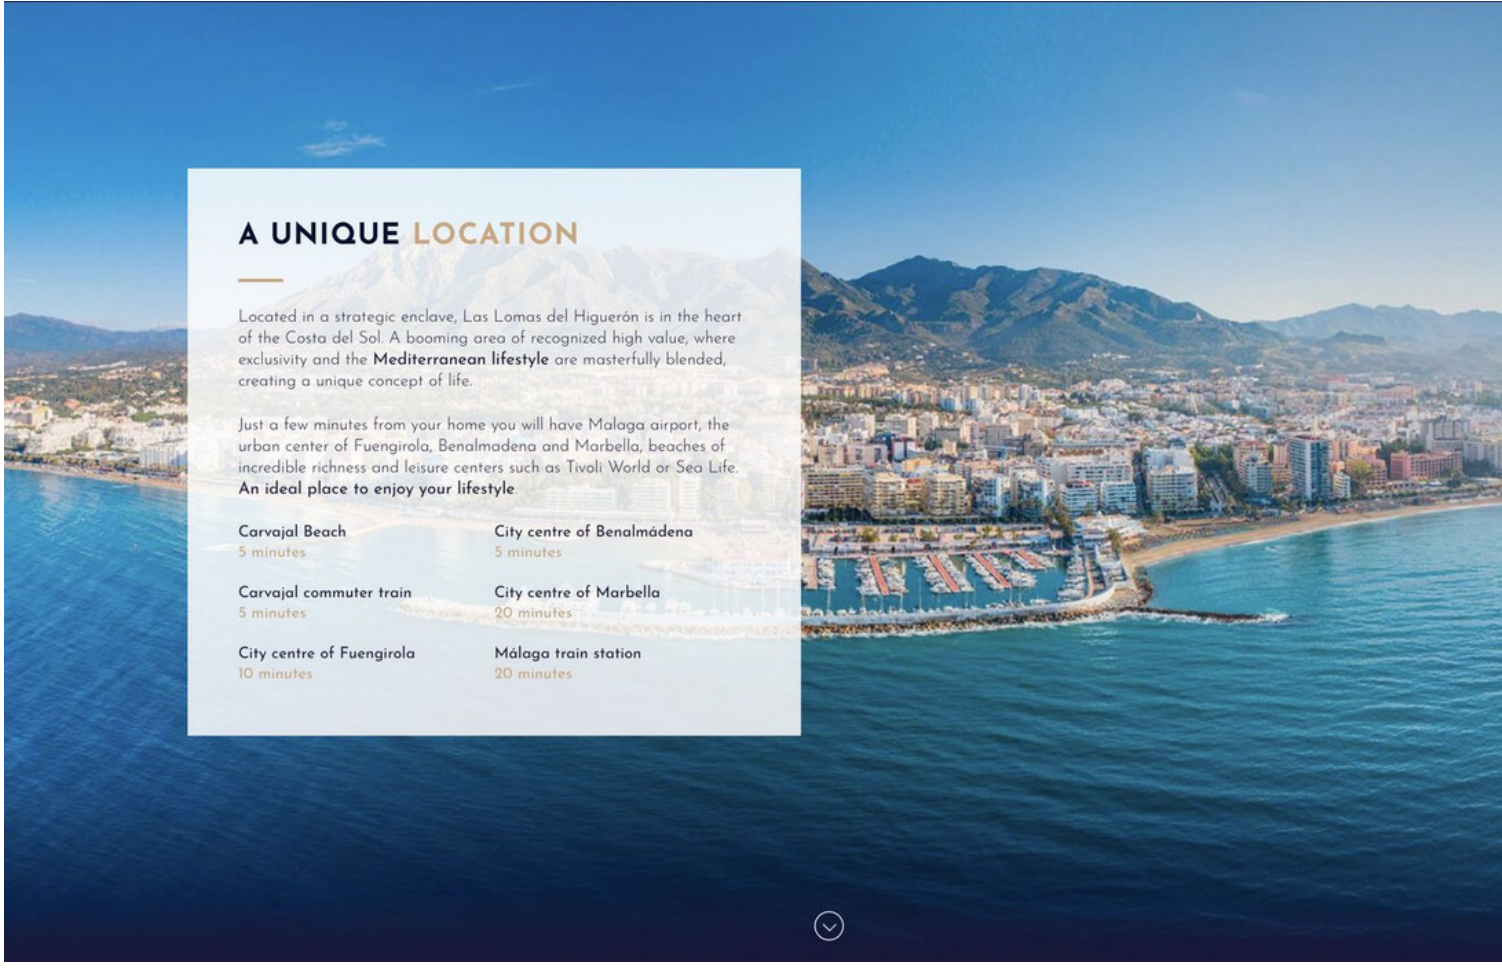 A UNIQUE LOCATION
Located in a strategic enclave, Las Lomas del Higuerón is in the heart
of the Costa del Sol. A booming area of recognized high value, where
exclusivity and the Mediterranean lifestyle are masterfully blended,
creating a unique concept of life.
Just a few minutes from your home you will have Malaga airport, the
urban center of Fuengirola, Benalmadena and Marbella, beaches of
incredible richness and leisure centers such as Tivoli World or Sea Life.
An ideal place to enjoy your lifestyle.
Carvajal Beach
5 minutes
City centre of Benalmádena
5 minutes
Carvajal commuter train
5 minutes
City centre of Marbella
20 minutes
City centre of Fuengirola
10 minutes
Málaga train station
20 minutes